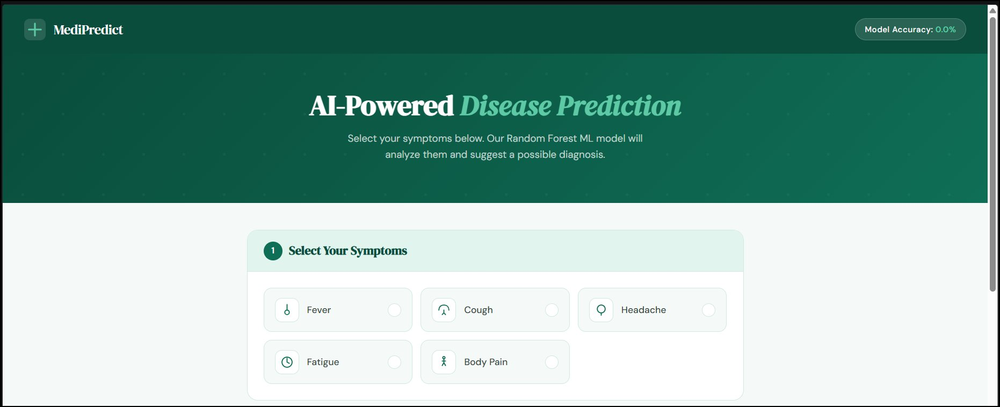 MediPredict
Model Accuracy: 0.0%
AI-Powered Disease Prediction
Select your symptoms below. Our Random Forest ML model will
analyze them and suggest a possible diagnosis.
1 Select Your Symptoms
Fever
Cough
Headache
Fatigue
Body Pain